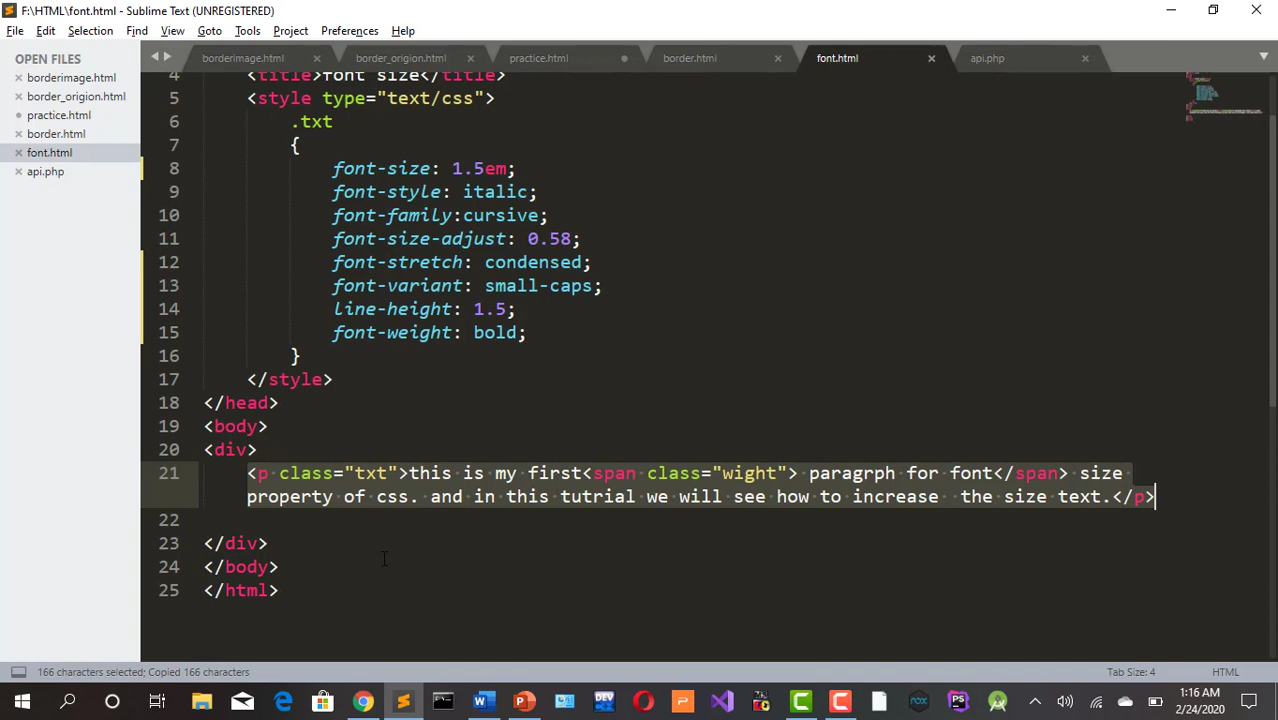 F:\HTML\font.html - Sublime Text (UNREGISTERED)
File Edit Selection Find View Goto Tools Project Preferences Help
OPEN FILES
borderimage.html
border_origion.html
practice.html
border.html
font.html
api.php
borderimage.html border_origion.html practice.html border.html font.html api.php
4 <title>font size</title>
5 <style type="text/css">
6 .txt
7 {
8 font-size: 1.5em;
9 font-style: italic;
10 font-family:cursive;
11 font-size-adjust: 0.58;
12 font-stretch: condensed;
13 font-variant: small-caps;
14 line-height: 1.5;
15 font-weight: bold;
16 }
17 </style>
18 </head>
19 <body>
20 <div>
21 <p class="txt">this is my first<span class="wight"> paragrph for font</span> size
property of css. and in this tutrial we will see how to increase  the size text.</p>
22
23 </div>
24 </body>
25 </html>
166 characters selected; Copied 166 characters
Tab Size: 4 HTML
1:16 AM
2/24/2020